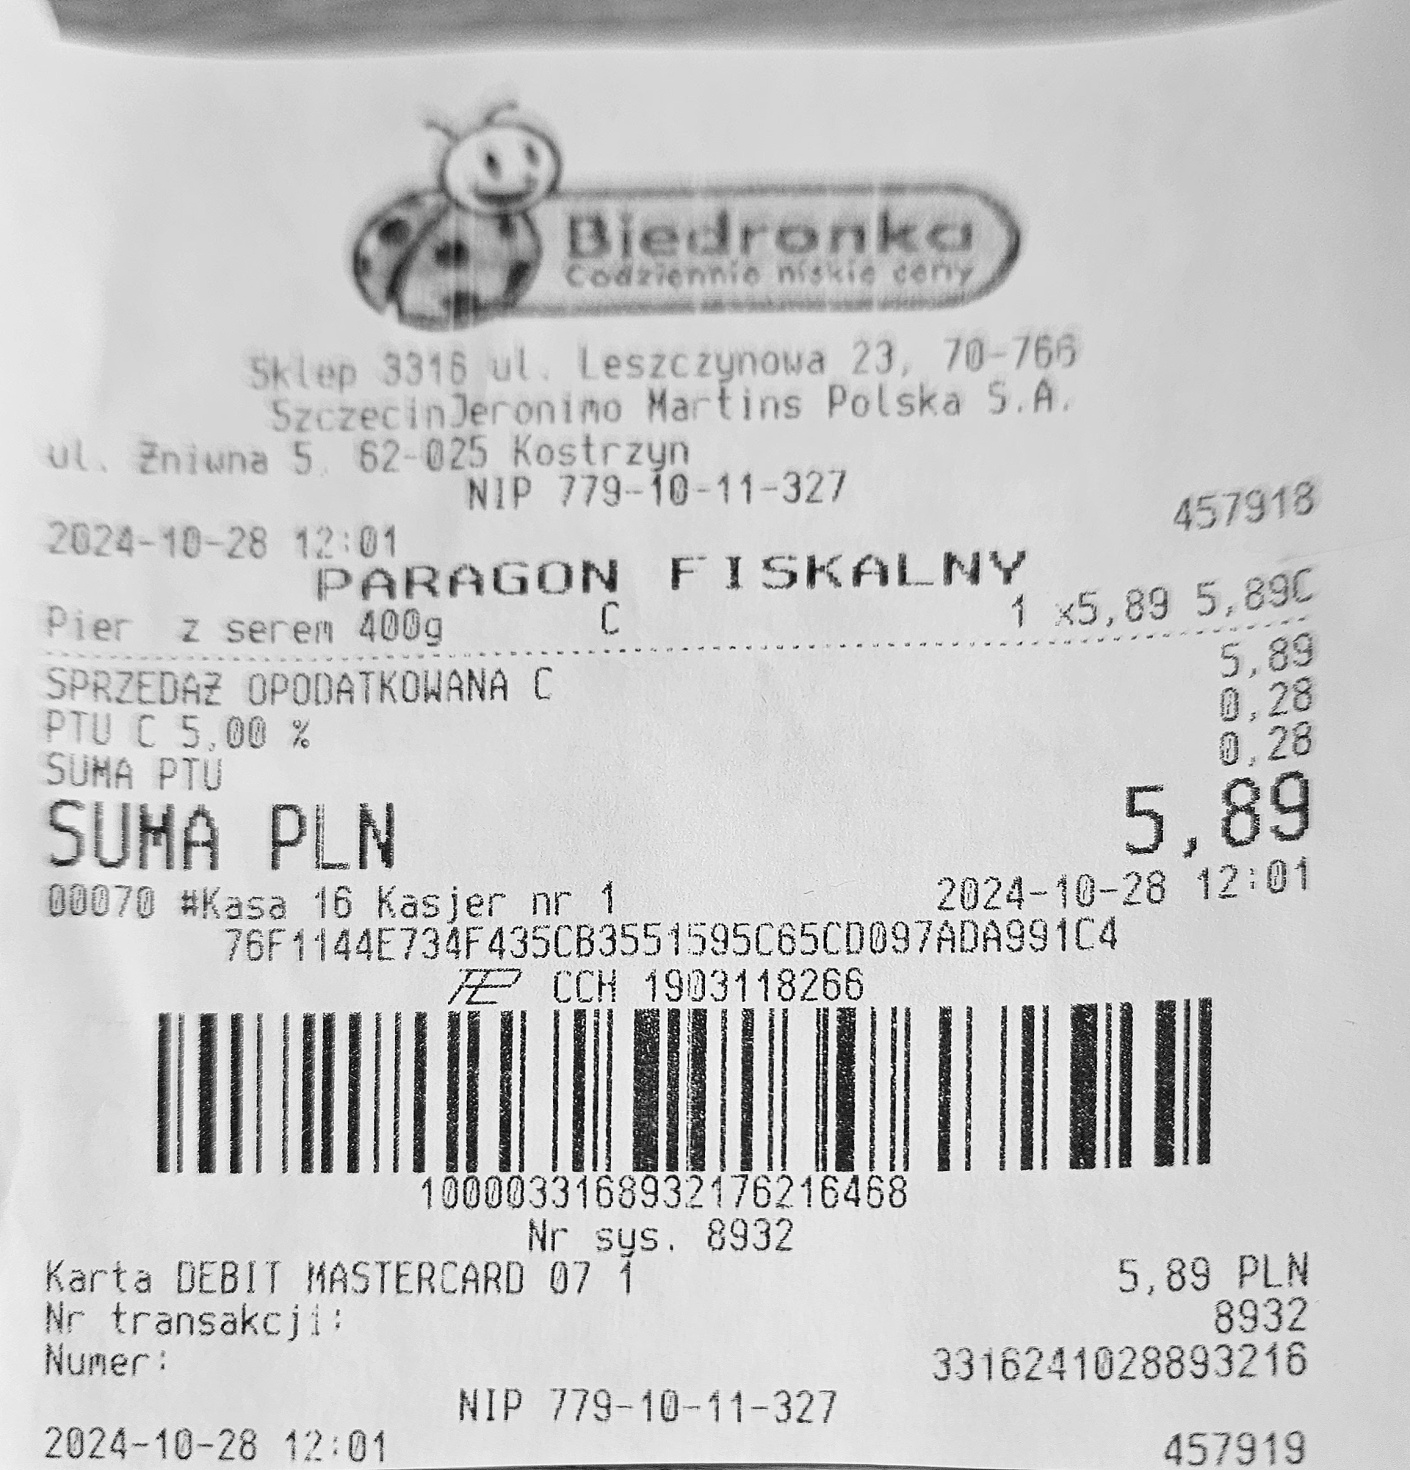 Biedronka
Codziennie niskie ceny
Sklep 3316 ul. Leszczynowa 23, 70-766
SzczecinJeronimo Martins Polska S.A.
ul. Żniwna 5, 62-025 Kostrzyn
NIP 779-10-11-327
2024-10-28 12:01 457918
PARAGON FISKALNY
Pier z serem 400g C 1 x5,89 5,89C
SPRZEDAŻ OPODATKOWANA C 5,89
PTU C 5,00 % 0,28
SUMA PTU 0,28
SUMA PLN 5,89
00070 #Kasa 16 Kasjer nr 1 2024-10-28 12:01
76F1144E734F435CB3551595C65CD097ADA991C4
CCH 1903118266
1000033168932176216468
Nr sys. 8932
Karta DEBIT MASTERCARD 07 1 5,89 PLN
Nr transakcji: 8932
Numer: 3316241028893216
NIP 779-10-11-327
2024-10-28 12:01 457919